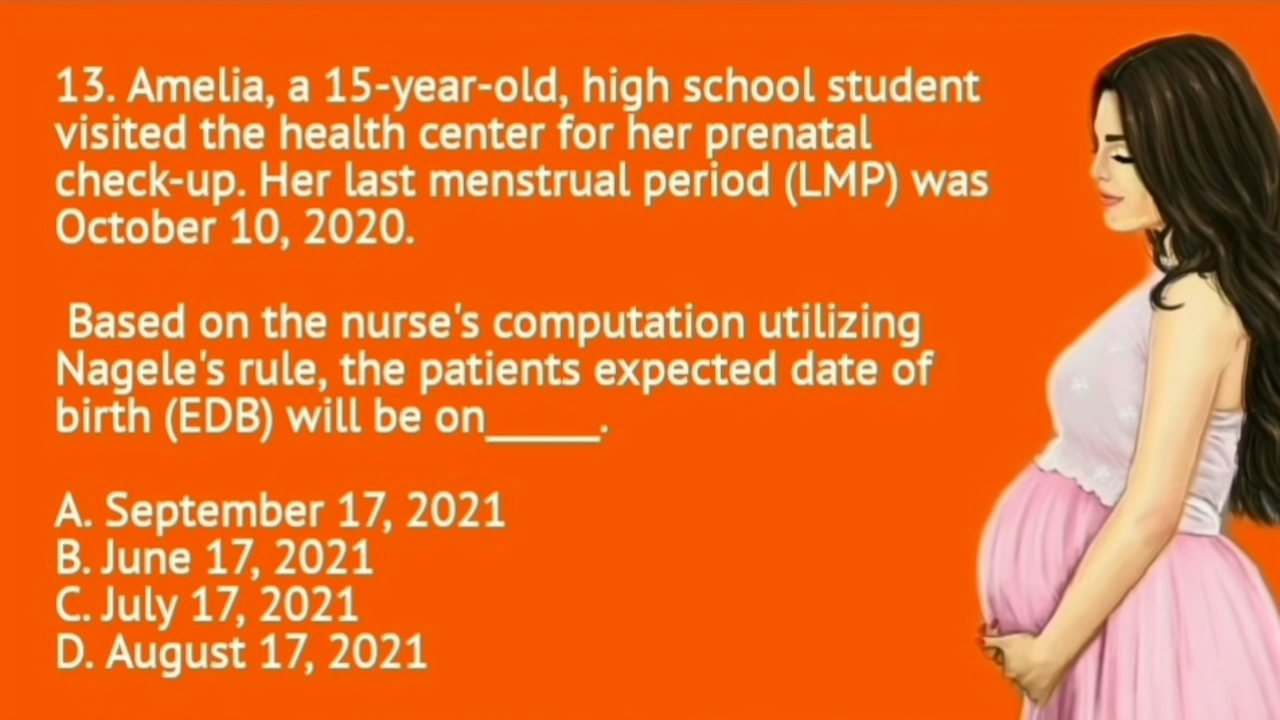 13. Amelia, a 15-year-old, high school student
visited the health center for her prenatal
check-up. Her last menstrual period (LMP) was
October 10, 2020.
Based on the nurse's computation utilizing
Nagele's rule, the patients expected date of
birth (EDB) will be on_____.
A. September 17, 2021
B. June 17, 2021
C. July 17, 2021
D. August 17, 2021